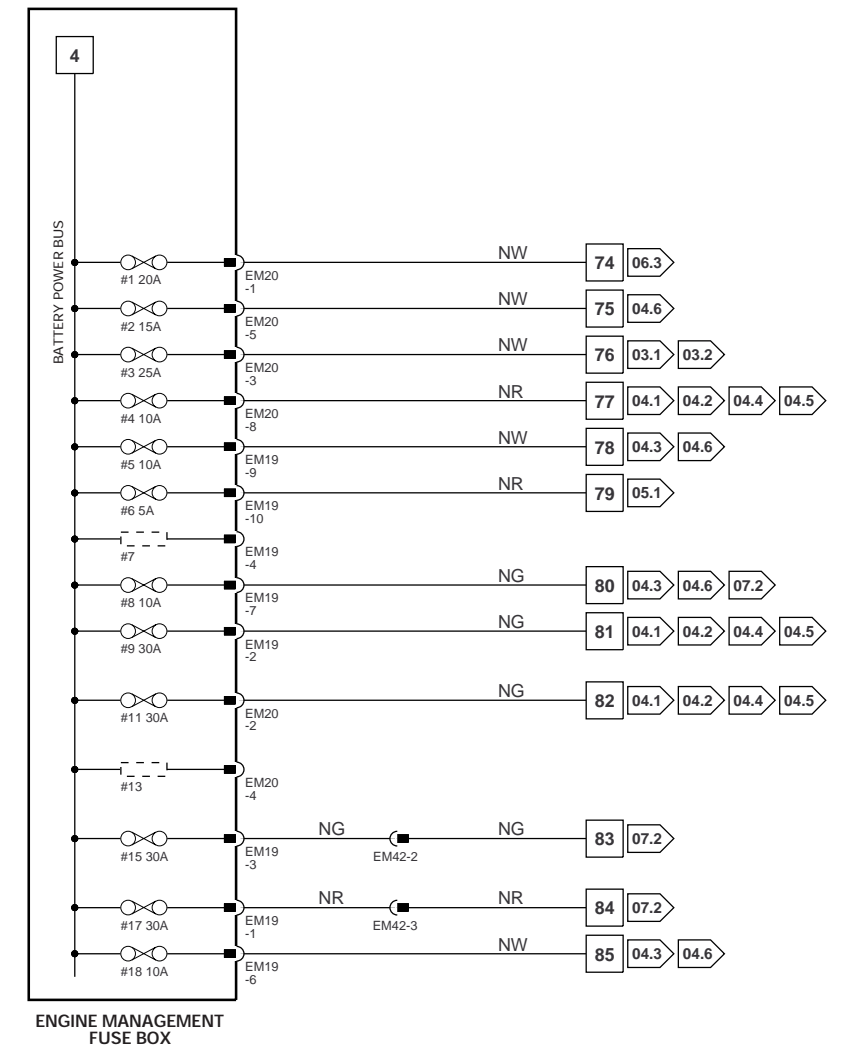 4
BATTERY POWER BUS
#1 20A EM20 -1 NW 74 06.3
#2 15A EM20 -5 NW 75 04.6
#3 25A EM20 -3 NW 76 03.1 03.2
#4 10A EM20 -8 NR 77 04.1 04.2 04.4 04.5
#5 10A EM19 -9 NW 78 04.3 04.6
#6 5A EM19 -10 NR 79 05.1
#7 EM19 -4
#8 10A EM19 -7 NG 80 04.3 04.6 07.2
#9 30A EM19 -2 NG 81 04.1 04.2 04.4 04.5
#11 30A EM20 -2 NG 82 04.1 04.2 04.4 04.5
#13 EM20 -4
#15 30A EM19 -3 NG EM42-2 NG 83 07.2
#17 30A EM19 -1 NR EM42-3 NR 84 07.2
#18 10A EM19 -6 NW 85 04.3 04.6
ENGINE MANAGEMENT
FUSE BOX